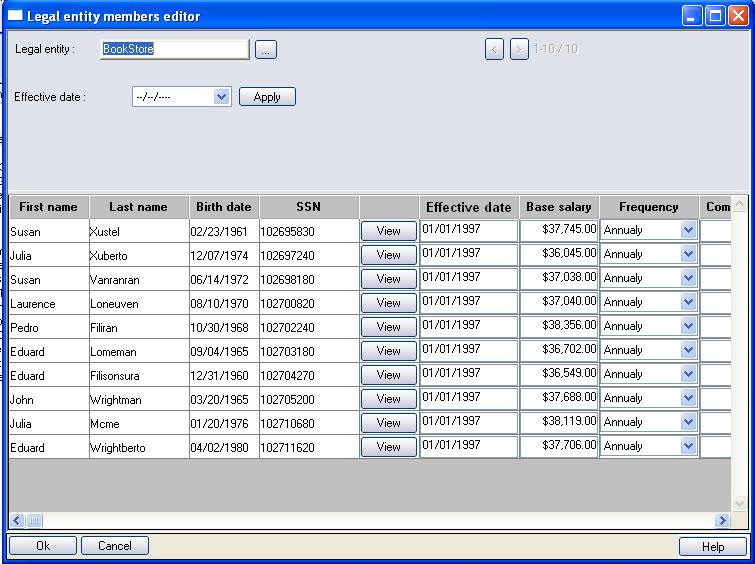 Legal entity members editor
Legal entity : BookStore ... < > 1-10 / 10
Effective date : --/--/---- Apply
First name Last name Birth date SSN Effective date Base salary Frequency Com
Susan Xustel 02/23/1961 102695830 View 01/01/1997 $37,745.00 Annualy
Julia Xuberto 12/07/1974 102697240 View 01/01/1997 $36,045.00 Annualy
Susan Vanranran 06/14/1972 102698180 View 01/01/1997 $37,038.00 Annualy
Laurence Loneuven 08/10/1970 102700820 View 01/01/1997 $37,040.00 Annualy
Pedro Filiran 10/30/1968 102702240 View 01/01/1997 $38,356.00 Annualy
Eduard Lomeman 09/04/1965 102703180 View 01/01/1997 $36,702.00 Annualy
Eduard Filisonsura 12/31/1960 102704270 View 01/01/1997 $36,549.00 Annualy
John Wrightman 03/20/1965 102705200 View 01/01/1997 $37,688.00 Annualy
Julia Mcme 01/20/1976 102710680 View 01/01/1997 $38,119.00 Annualy
Eduard Wrightberto 04/02/1980 102711620 View 01/01/1997 $37,706.00 Annualy
Ok Cancel Help